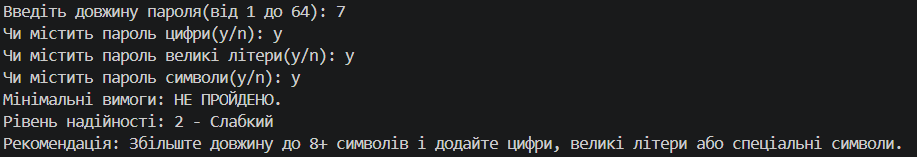 Введіть довжину пароля(від 1 до 64): 7
Чи містить пароль цифри(y/n): y
Чи містить пароль великі літери(y/n): y
Чи містить пароль символи(y/n): y
Мінімальні вимоги: НЕ ПРОЙДЕНО.
Рівень надійності: 2 - Слабкий
Рекомендація: Збільште довжину до 8+ символів і додайте цифри, великі літери або спеціальні символи.